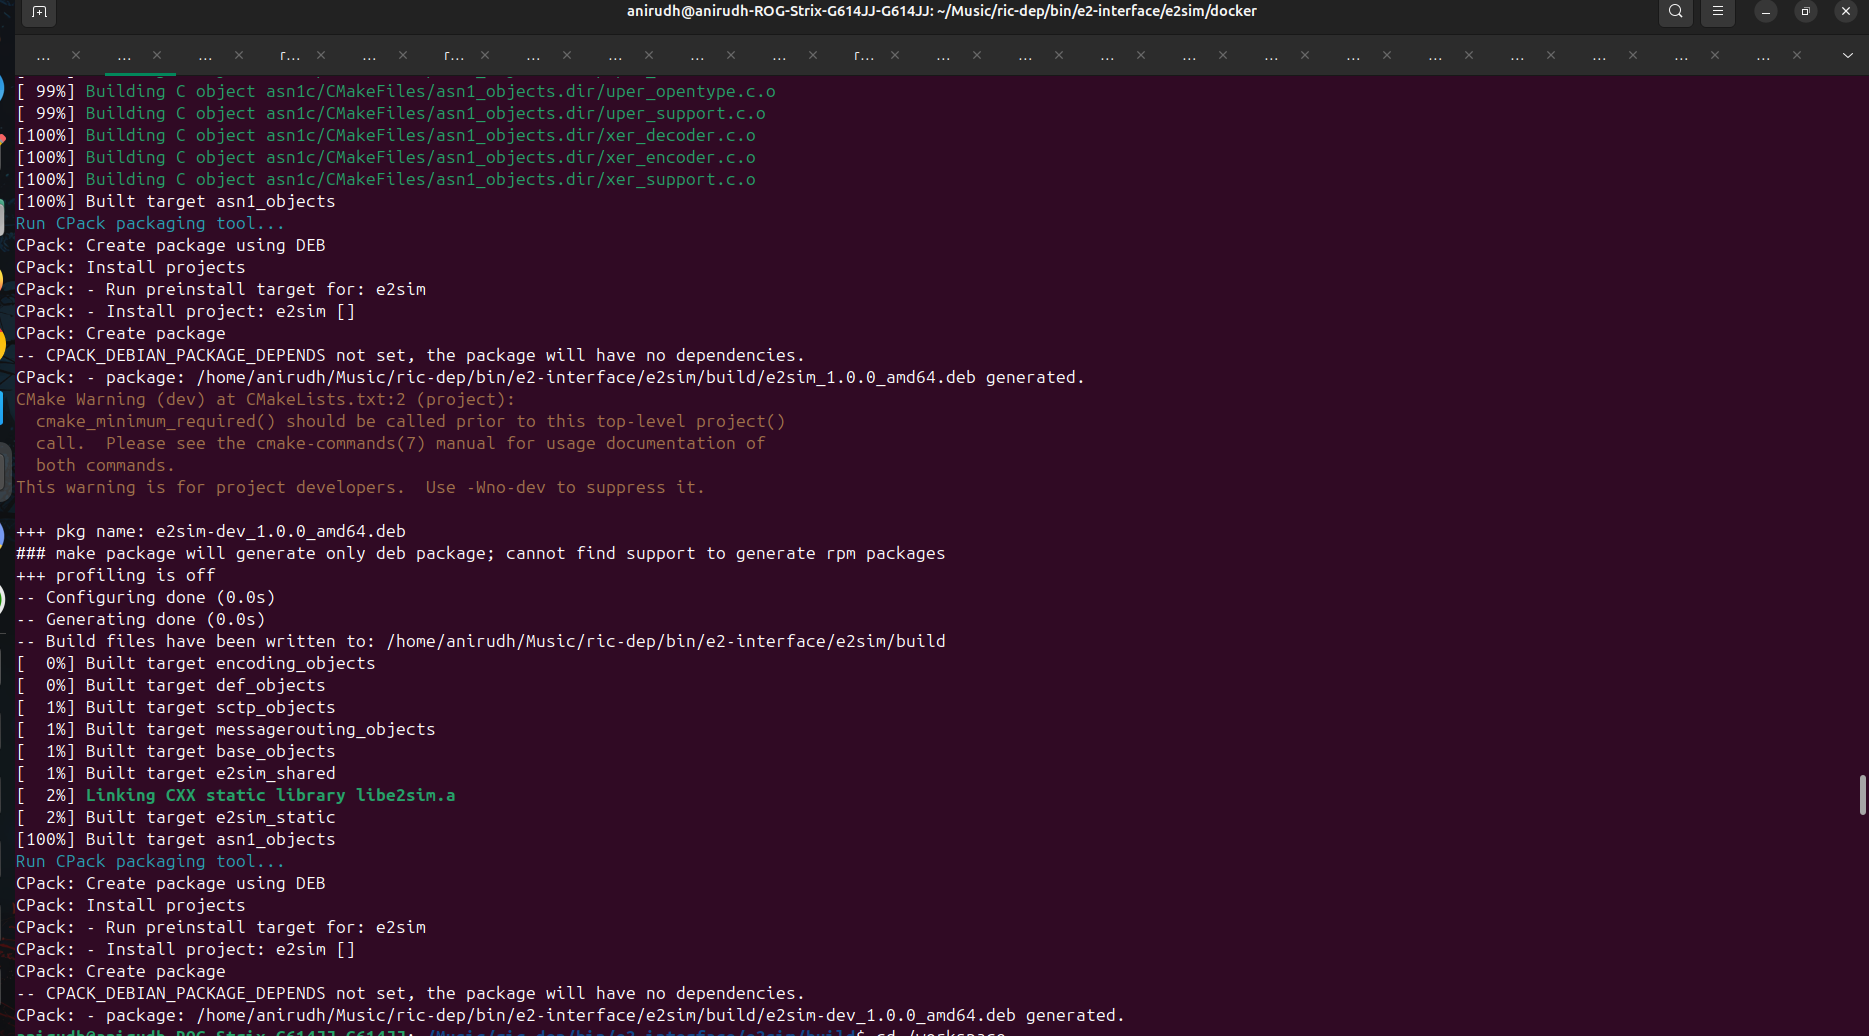 anirudh@anirudh-ROG-Strix-G614JJ-G614JJ: ~/Music/ric-dep/bin/e2-interface/e2sim/docker
... ... ... r... ... r... ... ... ... ... r... ... ... ... ... ... ... ... ... ... ... ...
[ 99%] Building C object asn1c/CMakeFiles/asn1_objects.dir/uper_opentype.c.o
[ 99%] Building C object asn1c/CMakeFiles/asn1_objects.dir/uper_support.c.o
[100%] Building C object asn1c/CMakeFiles/asn1_objects.dir/xer_decoder.c.o
[100%] Building C object asn1c/CMakeFiles/asn1_objects.dir/xer_encoder.c.o
[100%] Building C object asn1c/CMakeFiles/asn1_objects.dir/xer_support.c.o
[100%] Built target asn1_objects
Run CPack packaging tool...
CPack: Create package using DEB
CPack: Install projects
CPack: - Run preinstall target for: e2sim
CPack: - Install project: e2sim []
CPack: Create package
-- CPACK_DEBIAN_PACKAGE_DEPENDS not set, the package will have no dependencies.
CPack: - package: /home/anirudh/Music/ric-dep/bin/e2-interface/e2sim/build/e2sim_1.0.0_amd64.deb generated.
CMake Warning (dev) at CMakeLists.txt:2 (project):
  cmake_minimum_required() should be called prior to this top-level project()
  call.  Please see the cmake-commands(7) manual for usage documentation of
  both commands.
This warning is for project developers.  Use -Wno-dev to suppress it.

+++ pkg name: e2sim-dev_1.0.0_amd64.deb
### make package will generate only deb package; cannot find support to generate rpm packages
+++ profiling is off
-- Configuring done (0.0s)
-- Generating done (0.0s)
-- Build files have been written to: /home/anirudh/Music/ric-dep/bin/e2-interface/e2sim/build
[  0%] Built target encoding_objects
[  0%] Built target def_objects
[  1%] Built target sctp_objects
[  1%] Built target messagerouting_objects
[  1%] Built target base_objects
[  1%] Built target e2sim_shared
[  2%] Linking CXX static library libe2sim.a
[  2%] Built target e2sim_static
[100%] Built target asn1_objects
Run CPack packaging tool...
CPack: Create package using DEB
CPack: Install projects
CPack: - Run preinstall target for: e2sim
CPack: - Install project: e2sim []
CPack: Create package
-- CPACK_DEBIAN_PACKAGE_DEPENDS not set, the package will have no dependencies.
CPack: - package: /home/anirudh/Music/ric-dep/bin/e2-interface/e2sim/build/e2sim-dev_1.0.0_amd64.deb generated.